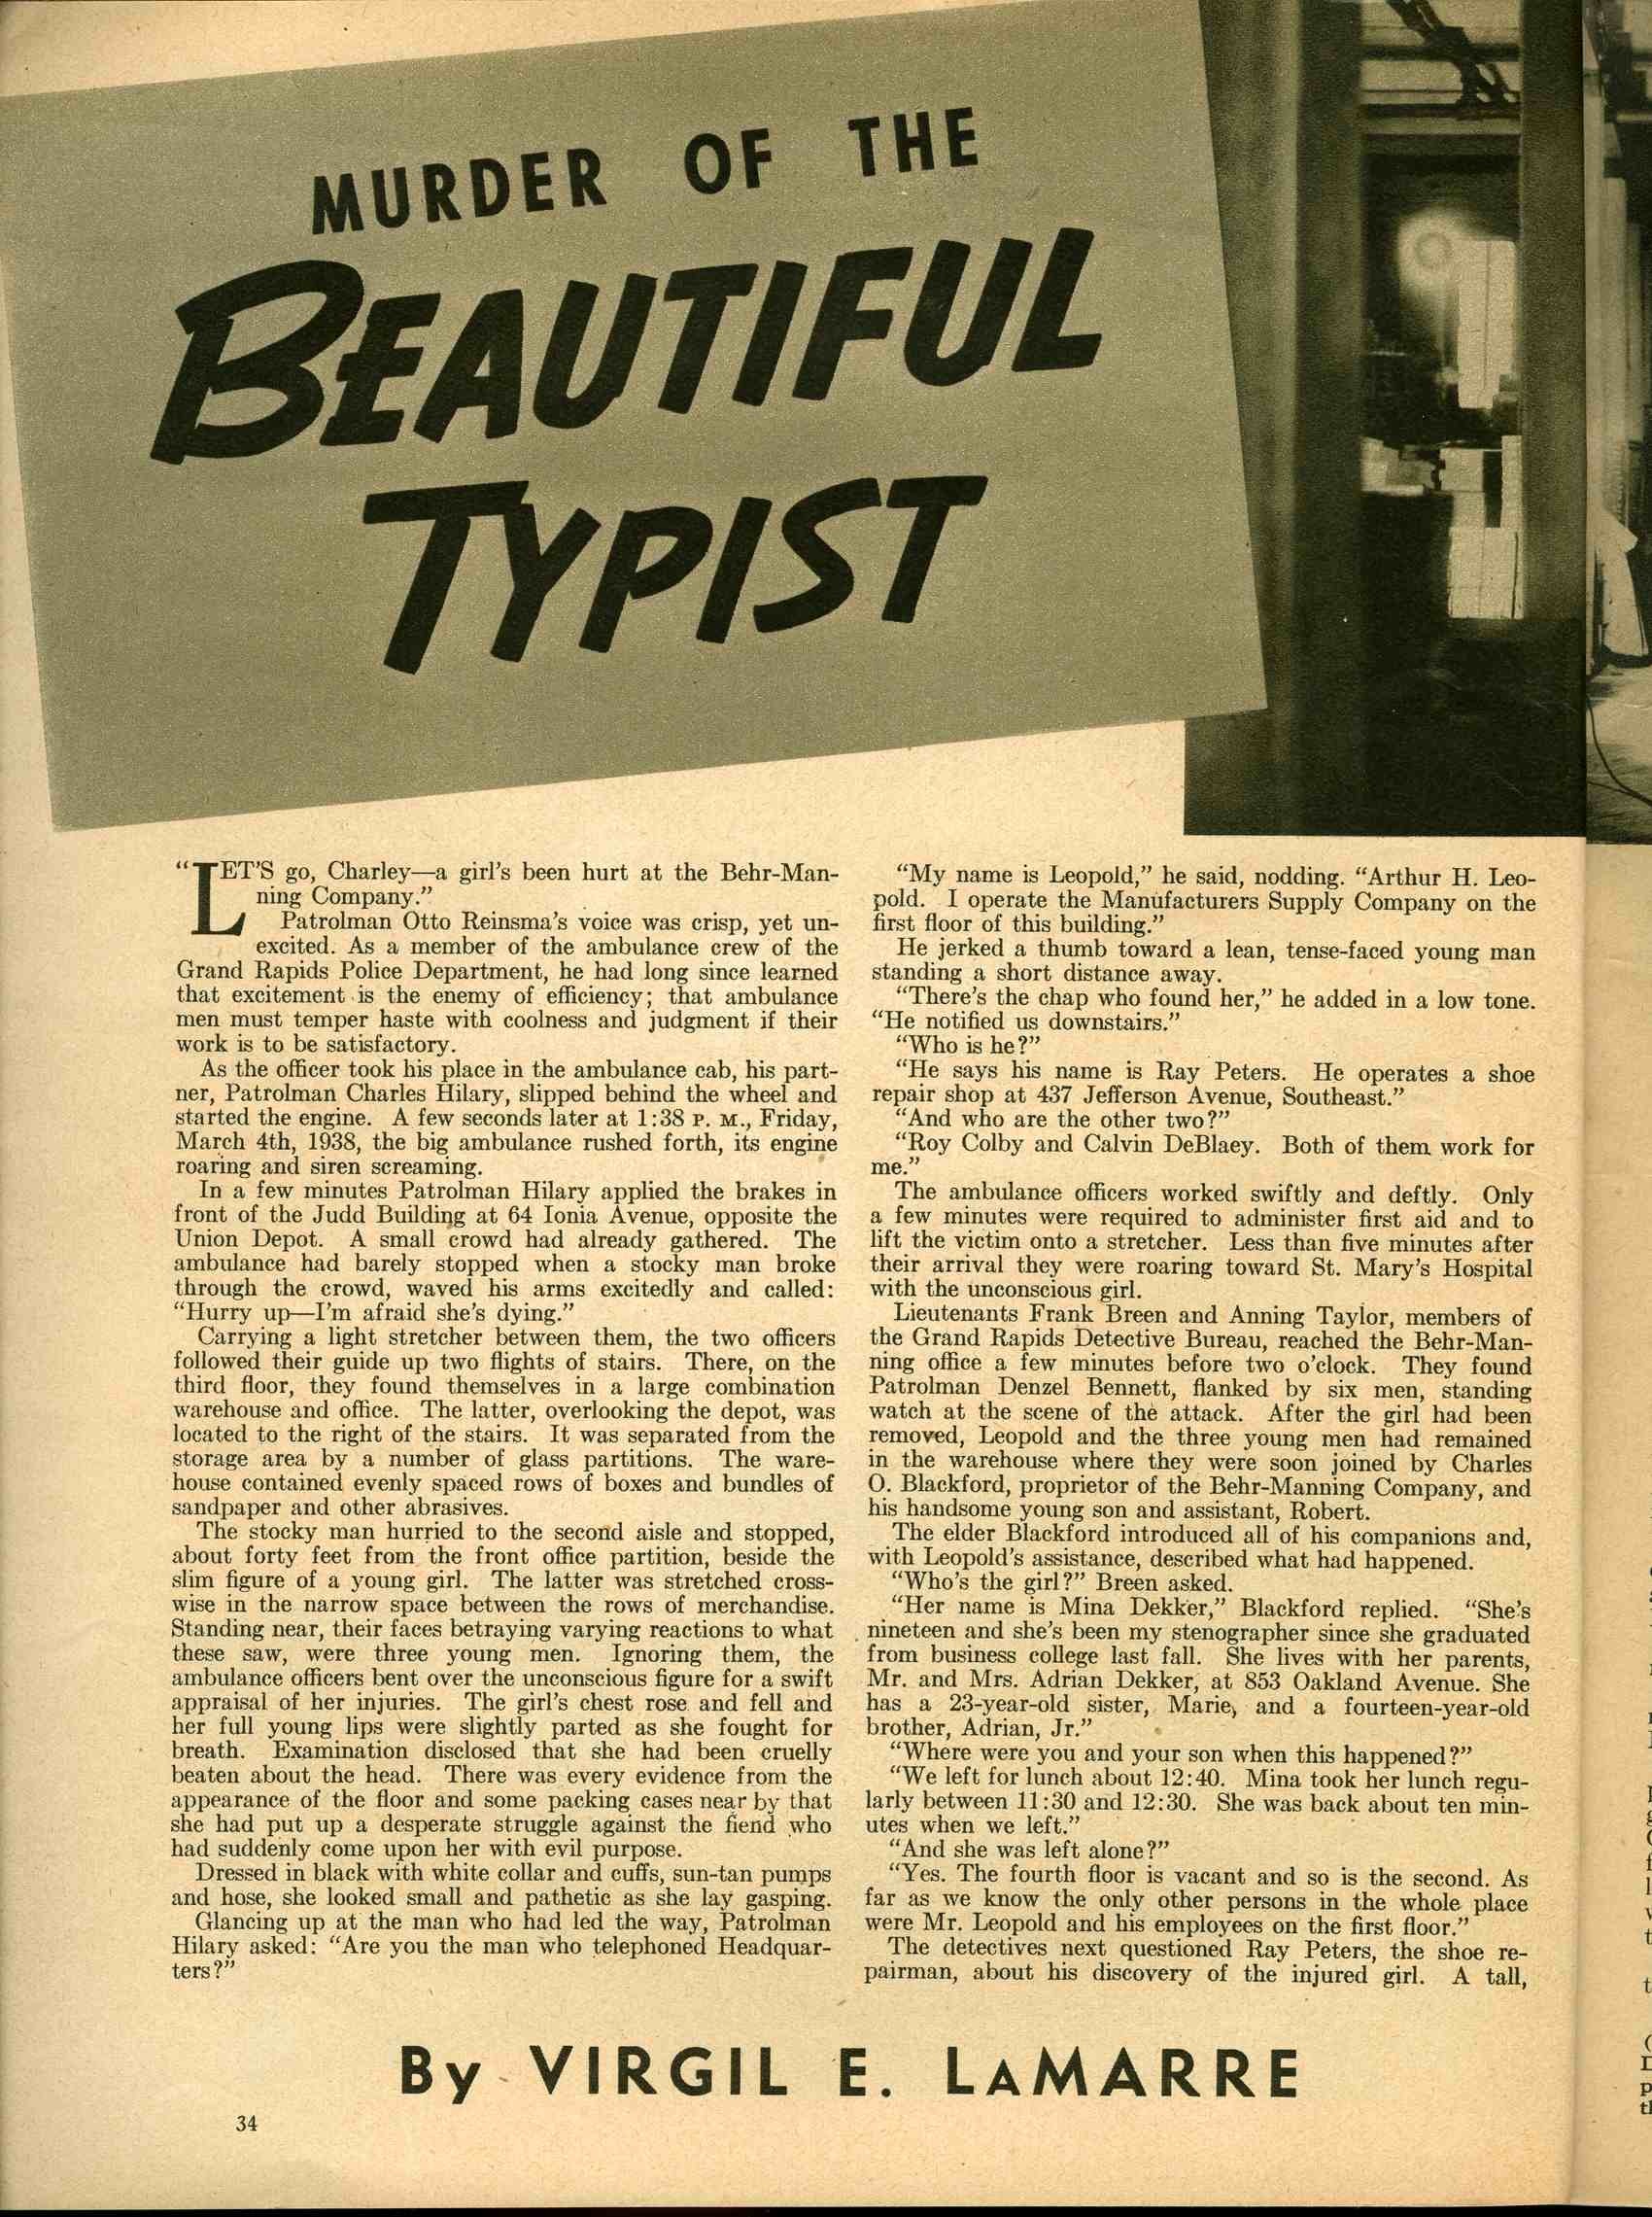 MURDER OF THE
BEAUTIFUL
TYPIST
"LET'S go, Charley—a girl's been hurt at the Behr-Man-
ning Company."
Patrolman Otto Reinsma's voice was crisp, yet un-
excited. As a member of the ambulance crew of the
Grand Rapids Police Department, he had long since learned
that excitement is the enemy of efficiency; that ambulance
men must temper haste with coolness and judgment if their
work is to be satisfactory.
As the officer took his place in the ambulance cab, his part-
ner, Patrolman Charles Hilary, slipped behind the wheel and
started the engine. A few seconds later at 1:38 P. M., Friday,
March 4th, 1938, the big ambulance rushed forth, its engine
roaring and siren screaming.
In a few minutes Patrolman Hilary applied the brakes in
front of the Judd Building at 64 Ionia Avenue, opposite the
Union Depot. A small crowd had already gathered. The
ambulance had barely stopped when a stocky man broke
through the crowd, waved his arms excitedly and called:
"Hurry up—I'm afraid she's dying."
Carrying a light stretcher between them, the two officers
followed their guide up two flights of stairs. There, on the
third floor, they found themselves in a large combination
warehouse and office. The latter, overlooking the depot, was
located to the right of the stairs. It was separated from the
storage area by a number of glass partitions. The ware-
house contained evenly spaced rows of boxes and bundles of
sandpaper and other abrasives.
The stocky man hurried to the second aisle and stopped,
about forty feet from the front office partition, beside the
slim figure of a young girl. The latter was stretched cross-
wise in the narrow space between the rows of merchandise.
Standing near, their faces betraying varying reactions to what
these saw, were three young men. Ignoring them, the
ambulance officers bent over the unconscious figure for a swift
appraisal of her injuries. The girl's chest rose and fell and
her full young lips were slightly parted as she fought for
breath. Examination disclosed that she had been cruelly
beaten about the head. There was every evidence from the
appearance of the floor and some packing cases near by that
she had put up a desperate struggle against the fiend who
had suddenly come upon her with evil purpose.
Dressed in black with white collar and cuffs, sun-tan pumps
and hose, she looked small and pathetic as she lay gasping.
Glancing up at the man who had led the way, Patrolman
Hilary asked: "Are you the man who telephoned Headquar-
ters?"
"My name is Leopold," he said, nodding. "Arthur H. Leo-
pold. I operate the Manufacturers Supply Company on the
first floor of this building."
He jerked a thumb toward a lean, tense-faced young man
standing a short distance away.
"There's the chap who found her," he added in a low tone.
"He notified us downstairs."
"Who is he?"
"He says his name is Ray Peters. He operates a shoe
repair shop at 437 Jefferson Avenue, Southeast."
"And who are the other two?"
"Roy Colby and Calvin DeBlaey. Both of them work for
me."
The ambulance officers worked swiftly and deftly. Only
a few minutes were required to administer first aid and to
lift the victim onto a stretcher. Less than five minutes after
their arrival they were roaring toward St. Mary's Hospital
with the unconscious girl.
Lieutenants Frank Breen and Anning Taylor, members of
the Grand Rapids Detective Bureau, reached the Behr-Man-
ning office a few minutes before two o'clock. They found
Patrolman Denzel Bennett, flanked by six men, standing
watch at the scene of the attack. After the girl had been
removed, Leopold and the three young men had remained
in the warehouse where they were soon joined by Charles
O. Blackford, proprietor of the Behr-Manning Company, and
his handsome young son and assistant, Robert.
The elder Blackford introduced all of his companions and,
with Leopold's assistance, described what had happened.
"Who's the girl?" Breen asked.
"Her name is Mina Dekker," Blackford replied. "She's
nineteen and she's been my stenographer since she graduated
from business college last fall. She lives with her parents,
Mr. and Mrs. Adrian Dekker, at 853 Oakland Avenue. She
has a 23-year-old sister, Marie, and a fourteen-year-old
brother, Adrian, Jr."
"Where were you and your son when this happened?"
"We left for lunch about 12:40. Mina took her lunch regu-
larly between 11:30 and 12:30. She was back about ten min-
utes when we left."
"And she was left alone?"
"Yes. The fourth floor is vacant and so is the second. As
far as we know the only other persons in the whole place
were Mr. Leopold and his employees on the first floor."
The detectives next questioned Ray Peters, the shoe re-
pairman, about his discovery of the injured girl. A tall,
By VIRGIL E. LAMARRE
34